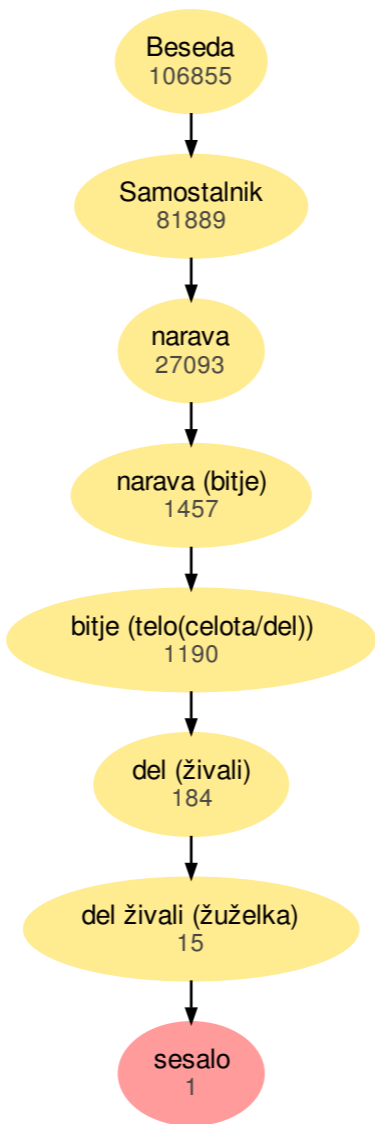 Beseda
106855
Samostalnik
81889
narava
27093
narava (bitje)
1457
bitje (telo(celota/del))
1190
del (živali)
184
del živali (žuželka)
15
sesalo
1